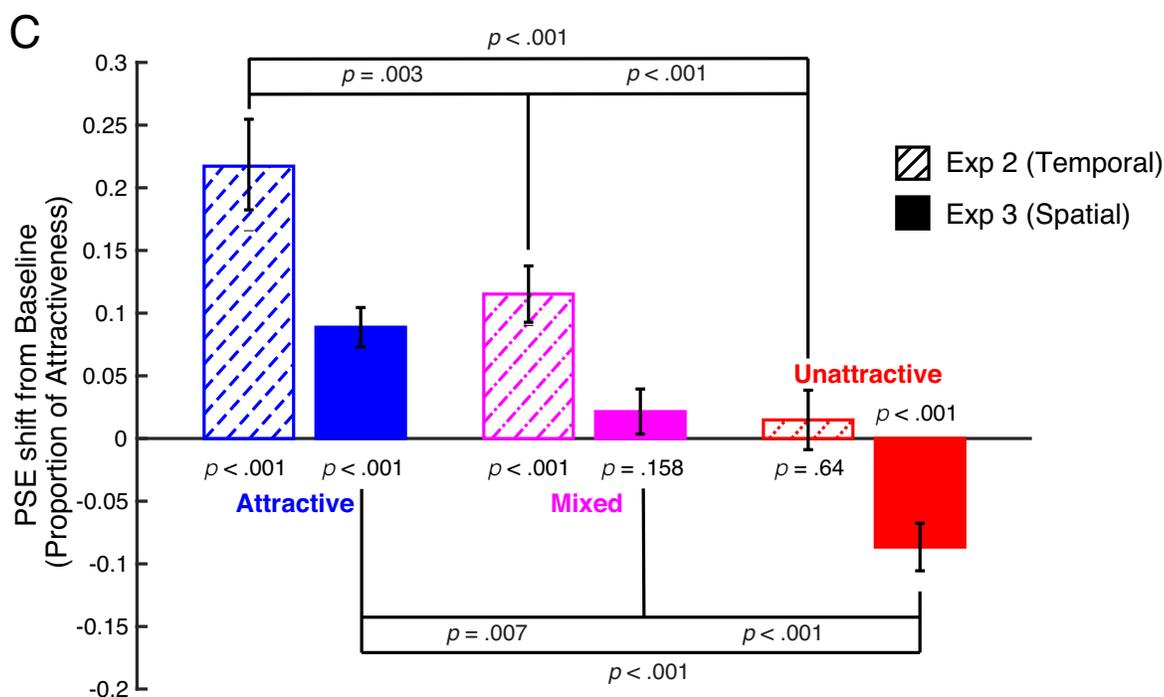 C
p < .001
p = .003
p < .001
0.3
0.25
0.2
0.15
0.1
0.05
0
-0.05
-0.1
-0.15
-0.2
PSE shift from Baseline
(Proportion of Attractiveness)
Exp 2 (Temporal)
Exp 3 (Spatial)
Unattractive
p < .001
p < .001
p < .001
p < .001
p = .158
p = .64
Attractive
Mixed
p = .007
p < .001
p < .001